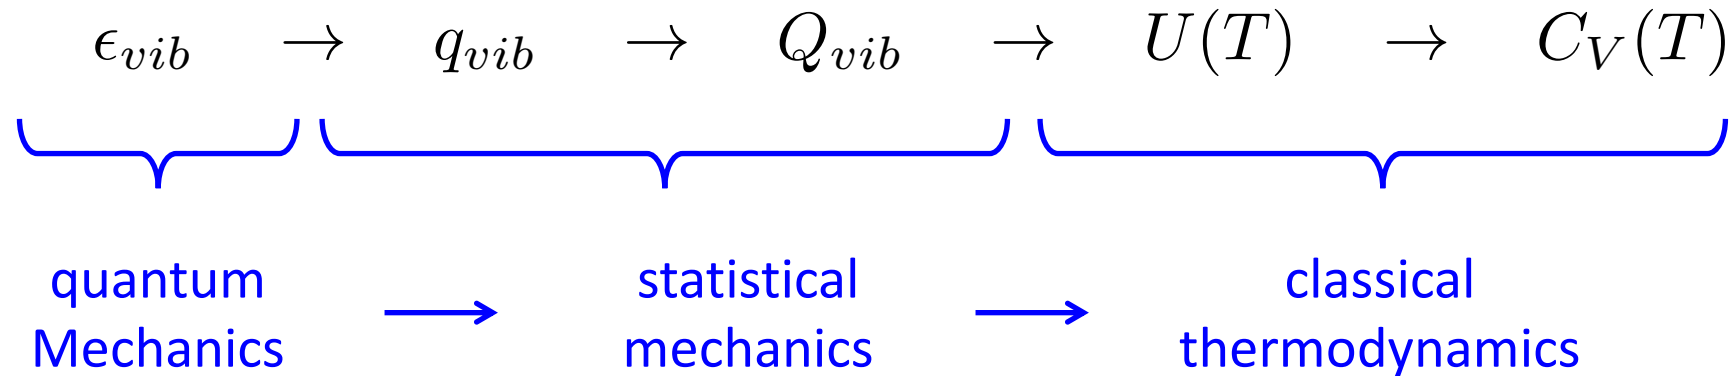 ϵ_vib → q_vib → Q_vib → U(T) → C_V(T)
quantum → statistical → classical
Mechanics mechanics thermodynamics